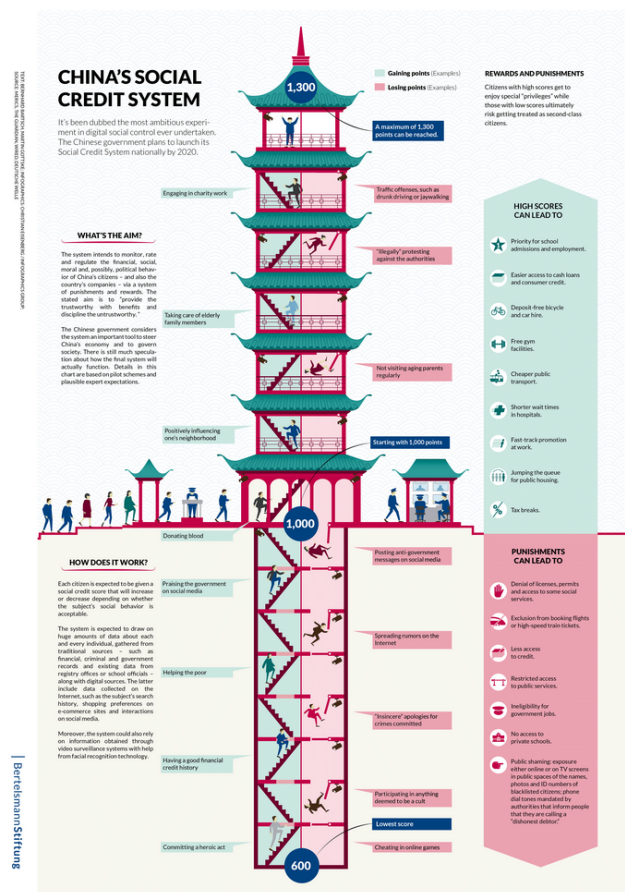 CHINA'S SOCIAL
CREDIT SYSTEM
It's been dubbed the most ambitious experi-
ment in digital social control ever undertaken.
The Chinese government plans to launch its
Social Credit System nationally by 2020.
TEXT: BERNHARD BARTSCH, MARTIN GOTTSKE; INFOGRAPHICS: CHRISTIAN EISENBERG / INFOGRAPHICS GROUP;
SOURCE: MERICS, THE GUARDIAN, WIRED, DEUTSCHE WELLE
1,300
Gaining points (Examples)
Losing points (Examples)
A maximum of 1,300
points can be reached.
REWARDS AND PUNISHMENTS
Citizens with high scores get to
enjoy special "privileges" while
those with low scores ultimately
risk getting treated as second-class
citizens.
WHAT'S THE AIM?
The system intends to monitor, rate
and regulate the financial, social,
moral and, possibly, political behav-
ior of China's citizens – and also the
country's companies – via a system
of punishments and rewards. The
stated aim is to "provide the
trustworthy with benefits and
discipline the untrustworthy."
The Chinese government considers
the system an important tool to steer
China's economy and to govern
society. There is still much specula-
tion about how the final system will
actually function. Details in this
chart are based on pilot schemes and
plausible expert expectations.
Engaging in charity work
Traffic offenses, such as
drunk driving or jaywalking
"Illegally" protesting
against the authorities
Taking care of elderly
family members
Not visiting aging parents
regularly
Positively influencing
one's neighborhood
Starting with 1,000 points
1,000
Donating blood
Posting anti-government
messages on social media
Praising the government
on social media
Spreading rumors on the
Internet
Helping the poor
"Insincere" apologies for
crimes committed
Having a good financial
credit history
Participating in anything
deemed to be a cult
Lowest score
Committing a heroic act
Cheating in online games
600
HOW DOES IT WORK?
Each citizen is expected to be given a
social credit score that will increase
or decrease depending on whether
the subject's social behavior is
acceptable.
The system is expected to draw on
huge amounts of data about each
and every individual, gathered from
traditional sources – such as
financial, criminal and government
records and existing data from
registry offices or school officials –
along with digital sources. The latter
include data collected on the
Internet, such as the subject's search
history, shopping preferences on
e-commerce sites and interactions
on social media.
Moreover, the system could also rely
on information obtained through
video surveillance systems with help
from facial recognition technology.
HIGH SCORES
CAN LEAD TO
Priority for school
admissions and employment.
Easier access to cash loans
and consumer credit.
Deposit-free bicycle
and car hire.
Free gym
facilities.
Cheaper public
transport.
Shorter wait times
in hospitals.
Fast-track promotion
at work.
Jumping the queue
for public housing.
Tax breaks.
PUNISHMENTS
CAN LEAD TO
Denial of licenses, permits
and access to some social
services.
Exclusion from booking flights
or high-speed train tickets.
Less access
to credit.
Restricted access
to public services.
Ineligibility for
government jobs.
No access to
private schools.
Public shaming: exposure
either online or on TV screens
in public spaces of the names,
photos and ID numbers of
blacklisted citizens; phone
dial tones mandated by
authorities that inform people
that they are calling a
"dishonest debtor."
BertelsmannStiftung